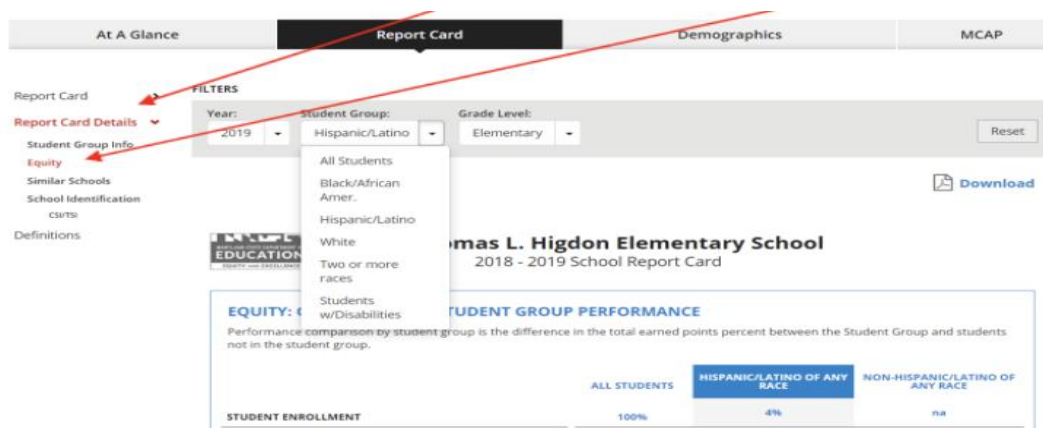 At A Glance
Report Card
Demographics
MCAP
Report Card
Report Card Details
Student Group Info
Equity
Similar Schools
School Identification
CSI/TSI
Definitions
FILTERS
Year:
Student Group:
Grade Level:
2019
Hispanic/Latino
Elementary
Reset
All Students
Black/African
Amer.
Hispanic/Latino
White
Two or more
races
Students
w/Disabilities
Download
EDUCATION
omas L. Higdon Elementary School
2018 - 2019 School Report Card
EQUITY: TUDENT GROUP PERFORMANCE
Performance comparison by student group is the difference in the total earned points percent between the Student Group and students
not in the student group.
ALL STUDENTS
HISPANIC/LATINO OF ANY
RACE
NON-HISPANIC/LATINO OF
ANY RACE
STUDENT ENROLLMENT
100%
4%
na